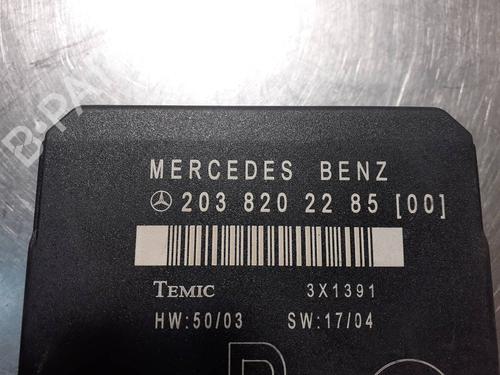 MERCEDES BENZ
203 820 22 85 [00]
TEMIC 3X1391
HW:50/03 SW:17/04